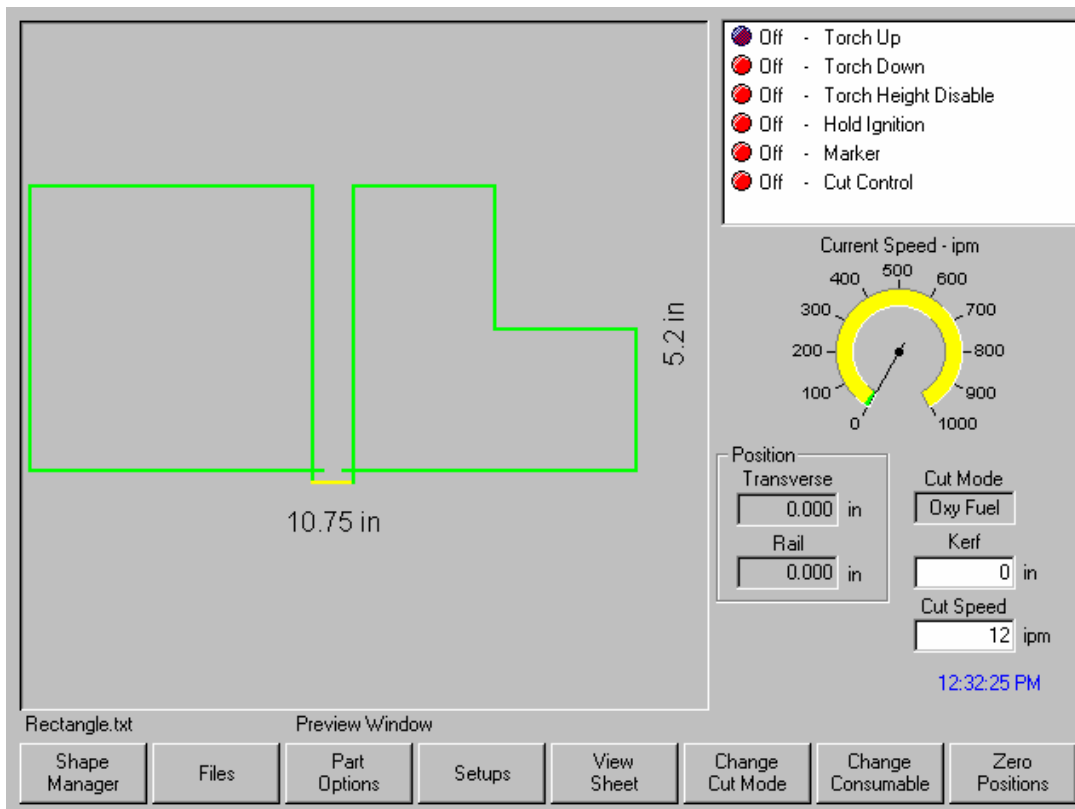 Off - Torch Up
Off - Torch Down
Off - Torch Height Disable
Off - Hold Ignition
Off - Marker
Off - Cut Control
Current Speed - ipm
0
100
200
300
400
500
600
700
800
900
1000
5.2 in
10.75 in
Position
Transverse
0.000 in
Rail
0.000 in
Cut Mode
Oxy Fuel
Kerf
0 in
Cut Speed
12 ipm
12:32:25 PM
Rectangle.txt
Preview Window
Shape
Manager
Files
Part
Options
Setups
View
Sheet
Change
Cut Mode
Change
Consumable
Zero
Positions